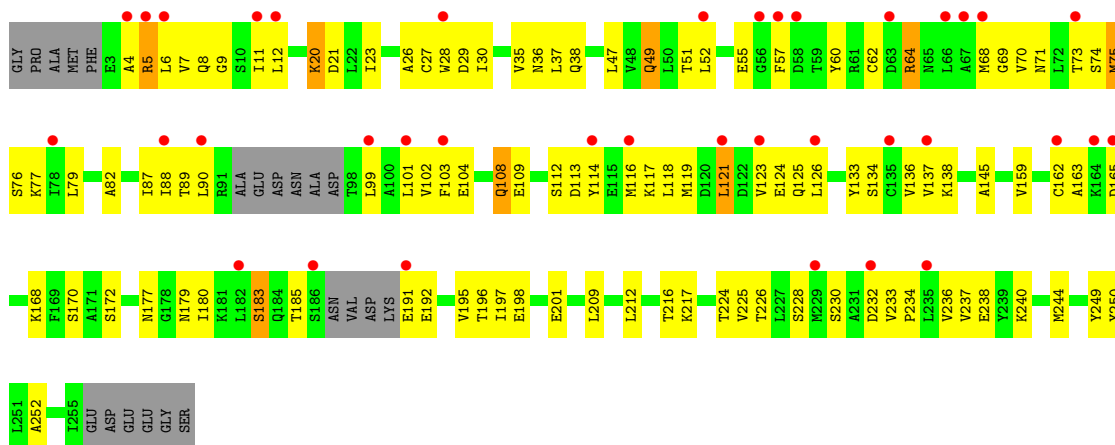 GLY PRO ALA MET PHE E3 A4 R5 L6 V7 Q8 G9 S10 I11 L12 K20 D21 L22 I23 A26 C27 W28 D29 I30 V35 N36 L37 Q38 L47 V48 Q49 L50 T51 L52 E55 G56 F57 D58 T59 Y60 R61 C62 D63 R64 N65 L66 A67 M68 G69 V70 N71 L72 T73 S74 M75
S76 K77 I78 L79 A82 I87 I88 T89 L90 R91 ALA GLU ASP ASN ALA ASP T98 L99 A100 L101 V102 F103 E104 Q108 E109 S112 D113 Y114 E115 M116 K117 L118 M119 D120 L121 D122 V123 E124 Q125 L126 Y133 S134 C135 V136 V137 K138 A145 V159 C162 A163 K164 D165
K168 F169 S170 A171 S172 N177 G178 N179 I180 K181 L182 S183 Q184 T185 S186 ASN VAL ASP LYS E191 E192 V195 T196 I197 E198 E201 L209 L212 T216 K217 T224 V225 T226 L227 S228 M229 S230 A231 D232 V233 P234 L235 V236 V237 E238 Y239 K240 M244 Y249 Y250
L251 A252 I255 GLU ASP GLU GLU GLY SER